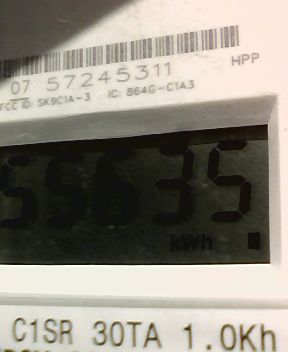 07 57245311
HPP
FCC ID: SK9C1A-3 IC: 864G-C1A3
55635
kWh
C1SR 30TA 1.0Kh